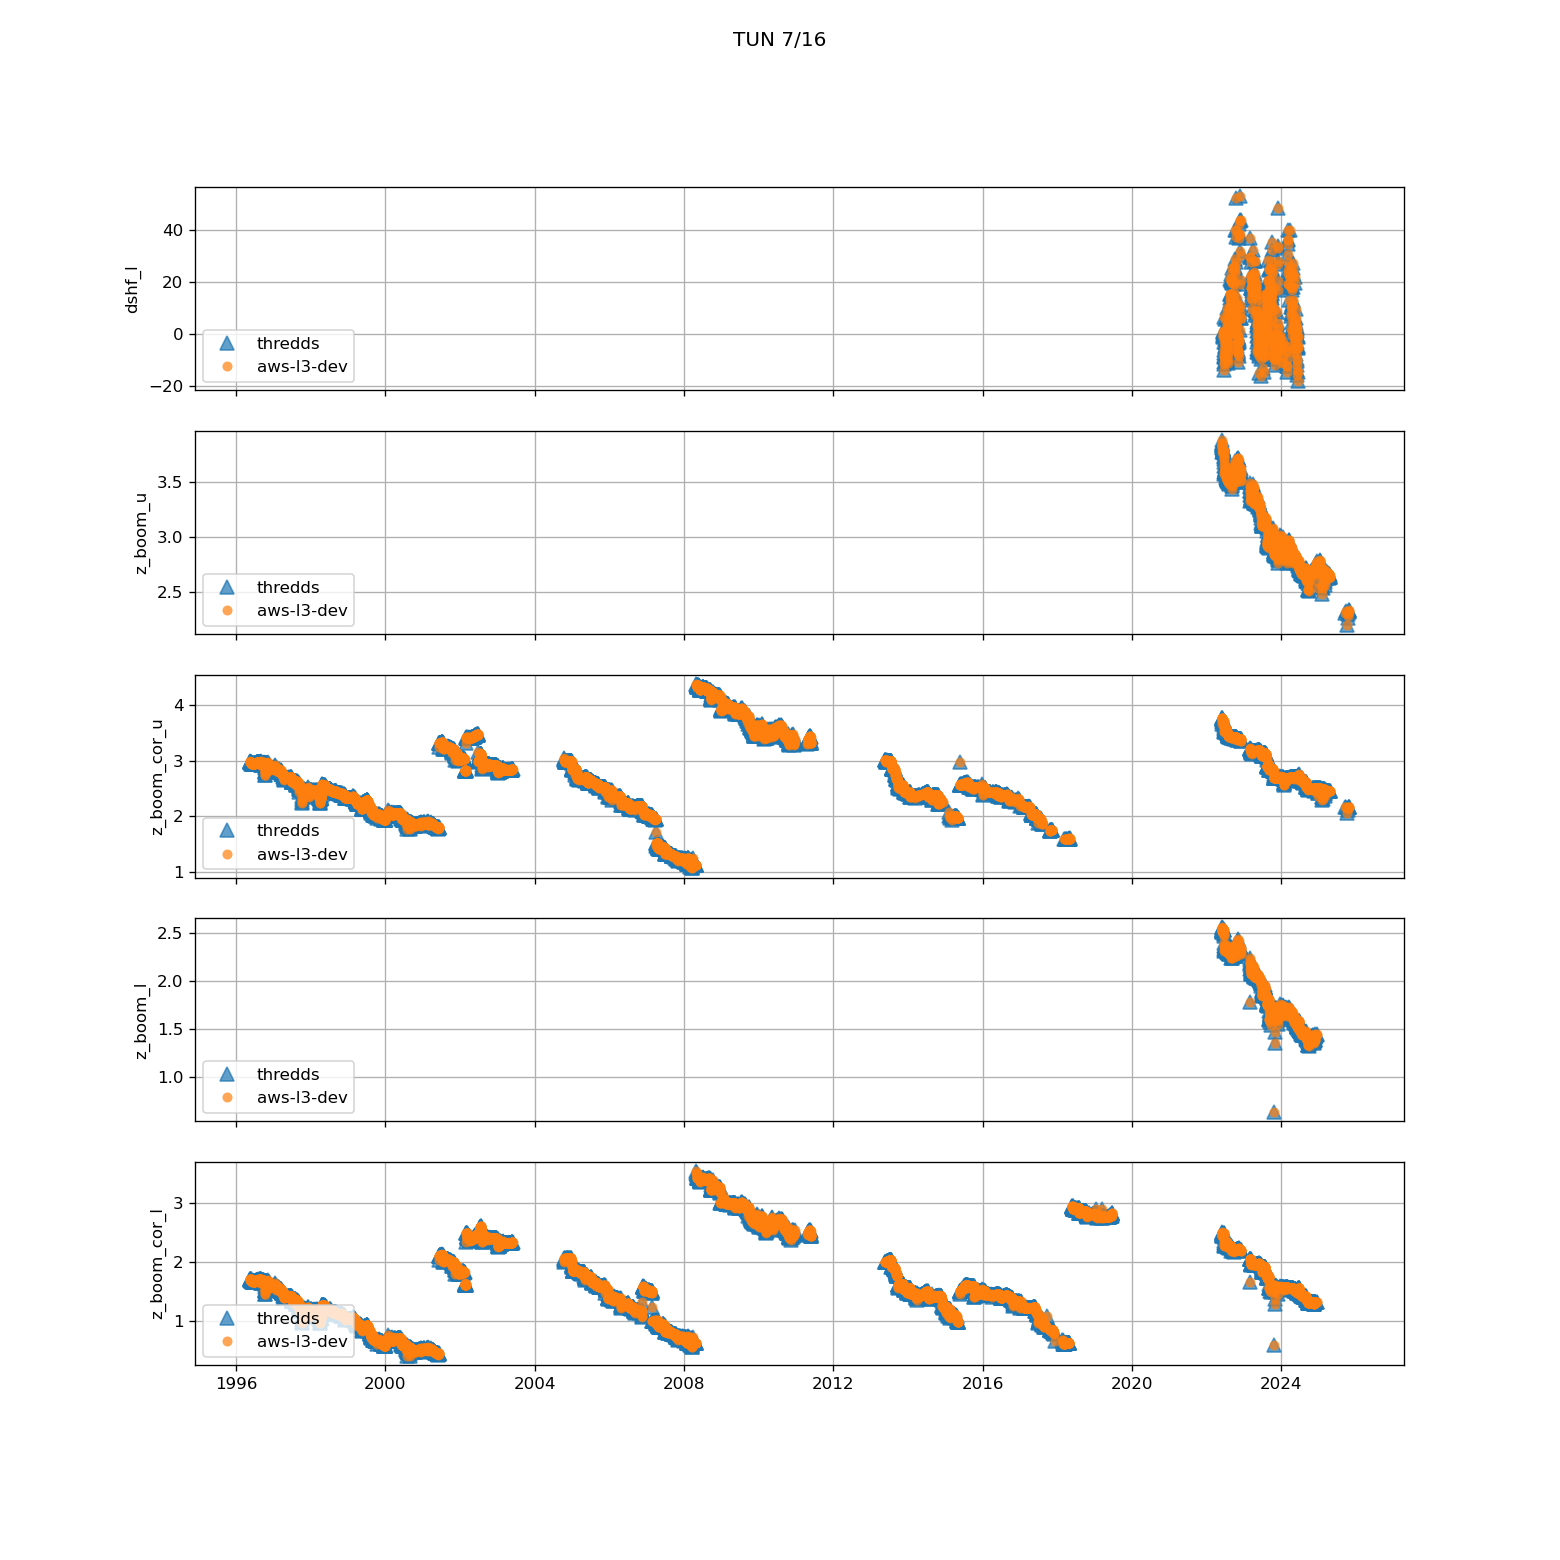 TUN 7/16
dshf_l
40
20
0
−20
thredds
aws-l3-dev
z_boom_u
3.5
3.0
2.5
thredds
aws-l3-dev
z_boom_cor_u
4
3
2
1
thredds
aws-l3-dev
z_boom_l
2.5
2.0
1.5
1.0
thredds
aws-l3-dev
z_boom_cor_l
3
2
1
thredds
aws-l3-dev
1996 2000 2004 2008 2012 2016 2020 2024